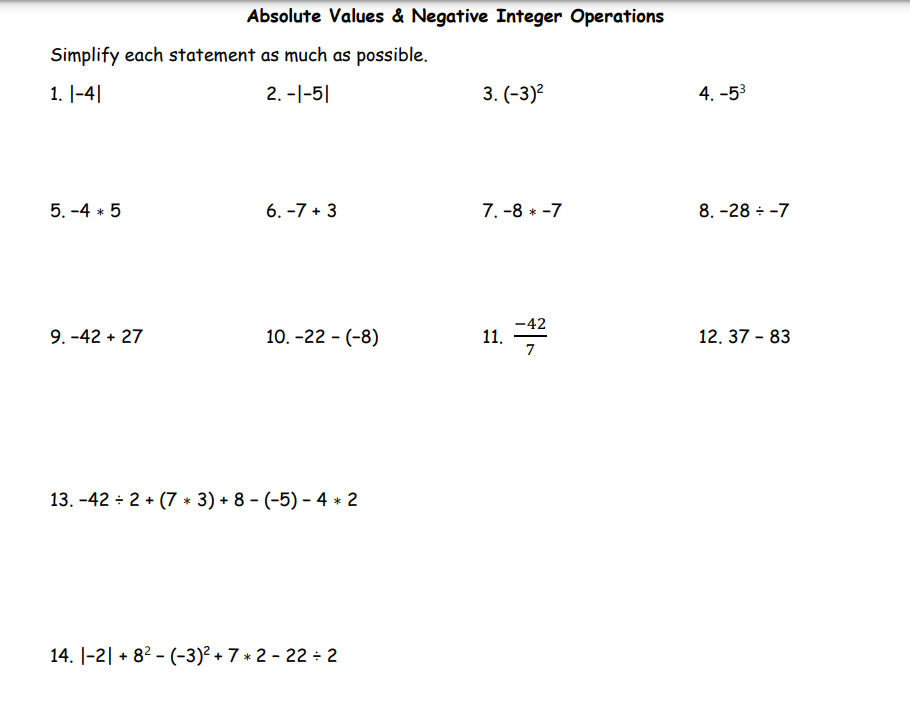 Absolute Values & Negative Integer Operations
Simplify each statement as much as possible.
1. |–4| 2. –|–5| 3. (–3)² 4. –5³
5. –4 * 5 6. –7 + 3 7. –8 * –7 8. –28 ÷ –7
9. –42 + 27 10. –22 – (–8) 11. −42/7 12. 37 – 83
13. –42 ÷ 2 + (7 * 3) + 8 – (–5) – 4 * 2
14. |–2| + 8² – (–3)² + 7 * 2 – 22 ÷ 2